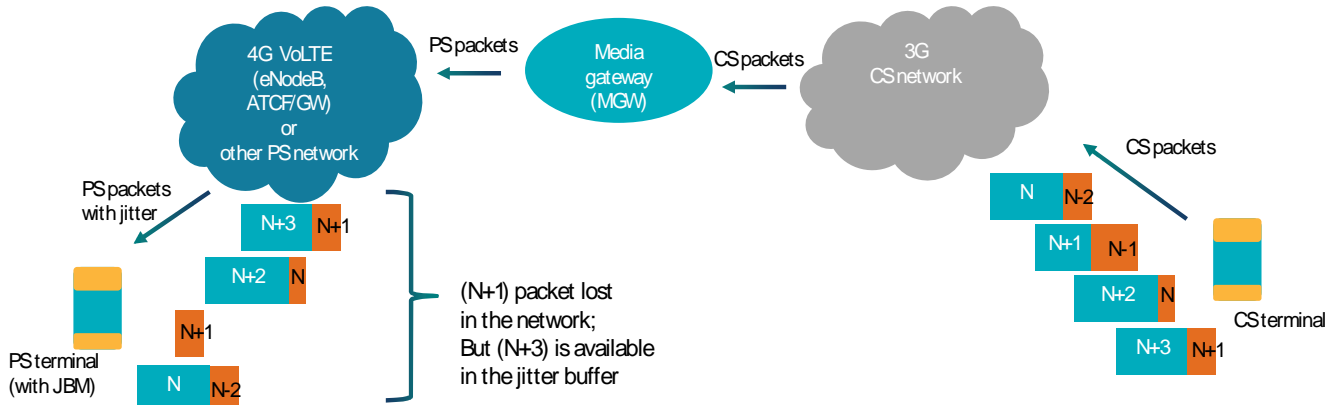 4G VoLTE
(eNodeB,
ATCF/GW)
or
other PS network
PS packets
Media
gateway
(MGW)
CS packets
3G
CS network
CS packets
PS packets
with jitter
N+3 N+1
N+2 N
N+1
N N-2
PS terminal
(with JBM)
(N+1) packet lost
in the network;
But (N+3) is available
in the jitter buffer
N N-2
N+1 N-1
N+2 N
N+3 N+1
CS terminal